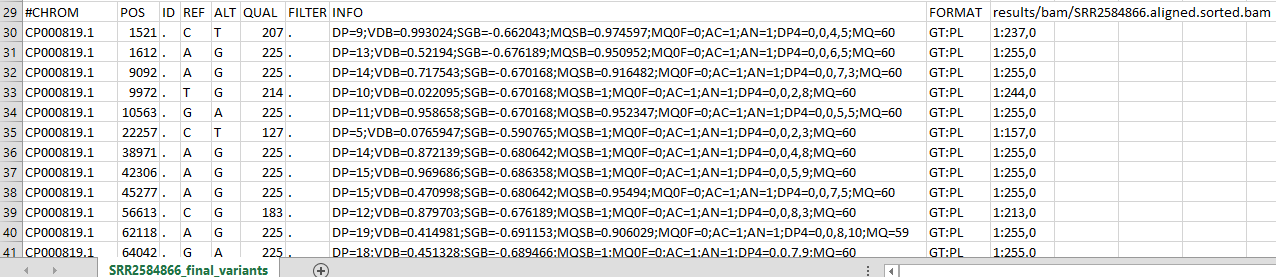 29 #CHROM POS ID REF ALT QUAL FILTER INFO FORMAT results/bam/SRR2584866.aligned.sorted.bam
30 CP000819.1 1521 . C T 207 . DP=9;VDB=0.993024;SGB=-0.662043;MQSB=0.974597;MQ0F=0;AC=1;AN=1;DP4=0,0,4,5;MQ=60 GT:PL 1:237,0
31 CP000819.1 1612 . A G 225 . DP=13;VDB=0.52194;SGB=-0.676189;MQSB=0.950952;MQ0F=0;AC=1;AN=1;DP4=0,0,6,5;MQ=60 GT:PL 1:255,0
32 CP000819.1 9092 . A G 225 . DP=14;VDB=0.717543;SGB=-0.670168;MQSB=0.916482;MQ0F=0;AC=1;AN=1;DP4=0,0,7,3;MQ=60 GT:PL 1:255,0
33 CP000819.1 9972 . T G 214 . DP=10;VDB=0.022095;SGB=-0.670168;MQSB=1;MQ0F=0;AC=1;AN=1;DP4=0,0,2,8;MQ=60 GT:PL 1:244,0
34 CP000819.1 10563 . G A 225 . DP=11;VDB=0.958658;SGB=-0.670168;MQSB=0.952347;MQ0F=0;AC=1;AN=1;DP4=0,0,5,5;MQ=60 GT:PL 1:255,0
35 CP000819.1 22257 . C T 127 . DP=5;VDB=0.0765947;SGB=-0.590765;MQSB=1;MQ0F=0;AC=1;AN=1;DP4=0,0,2,3;MQ=60 GT:PL 1:157,0
36 CP000819.1 38971 . A G 225 . DP=14;VDB=0.872139;SGB=-0.680642;MQSB=1;MQ0F=0;AC=1;AN=1;DP4=0,0,4,8;MQ=60 GT:PL 1:255,0
37 CP000819.1 42306 . A G 225 . DP=15;VDB=0.969686;SGB=-0.686358;MQSB=1;MQ0F=0;AC=1;AN=1;DP4=0,0,5,9;MQ=60 GT:PL 1:255,0
38 CP000819.1 45277 . A G 225 . DP=15;VDB=0.470998;SGB=-0.680642;MQSB=0.95494;MQ0F=0;AC=1;AN=1;DP4=0,0,7,5;MQ=60 GT:PL 1:255,0
39 CP000819.1 56613 . C G 183 . DP=12;VDB=0.879703;SGB=-0.676189;MQSB=1;MQ0F=0;AC=1;AN=1;DP4=0,0,8,3;MQ=60 GT:PL 1:213,0
40 CP000819.1 62118 . A G 225 . DP=19;VDB=0.414981;SGB=-0.691153;MQSB=0.906029;MQ0F=0;AC=1;AN=1;DP4=0,0,8,10;MQ=59 GT:PL 1:255,0
41 CP000819.1 64042 . G A 225 . DP=18;VDB=0.451328;SGB=-0.689466;MQSB=1;MQ0F=0;AC=1;AN=1;DP4=0,0,7,9;MQ=60 GT:PL 1:255,0
SRR2584866_final_variants